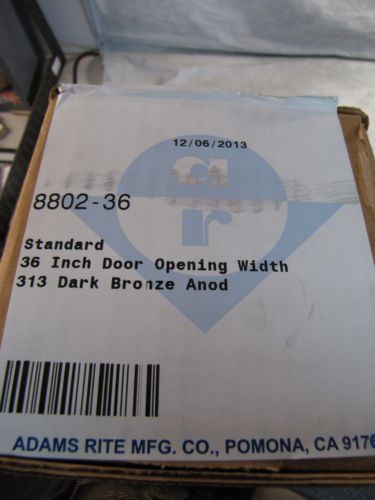 12/06/2013
ar
8802-36
Standard
36 Inch Door Opening Width
313 Dark Bronze Anod
ADAMS RITE MFG. CO., POMONA, CA 9176